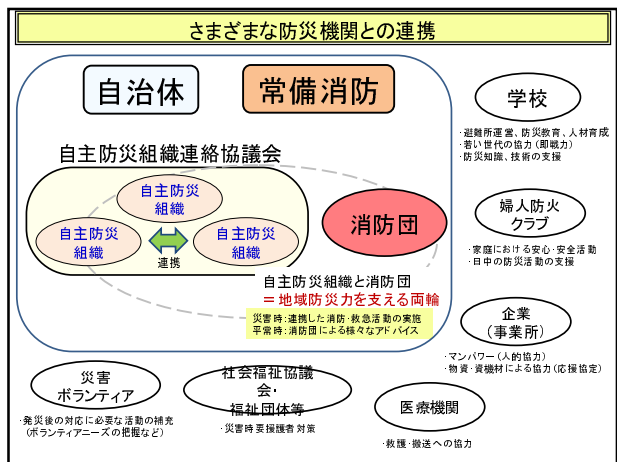 さまざまな防災機関との連携
自治体
常備消防
学校
・避難所運営、防災教育、人材育成
・若い世代の協力（即戦力）
・防災知識、技術の支援
自主防災組織連絡協議会
自主防災
組織
自主防災
組織
自主防災
組織
連携
消防団
婦人防火
クラブ
・家庭における安心・安全活動
・日中の防災活動の支援
自主防災組織と消防団
＝地域防災力を支える両輪
災害時：連携した消防・救急活動の実施
平常時：消防団による様々なアドバイス
企業
（事業所）
・マンパワー（人的協力）
・物資・資機材による協力（応援協定）
災害
ボランティア
・発災後の対応に必要な活動の補充
（ボランティアニーズの把握など）
社会福祉協議
会・
福祉団体等
・災害時要援護者対策
医療機関
・救護・搬送への協力